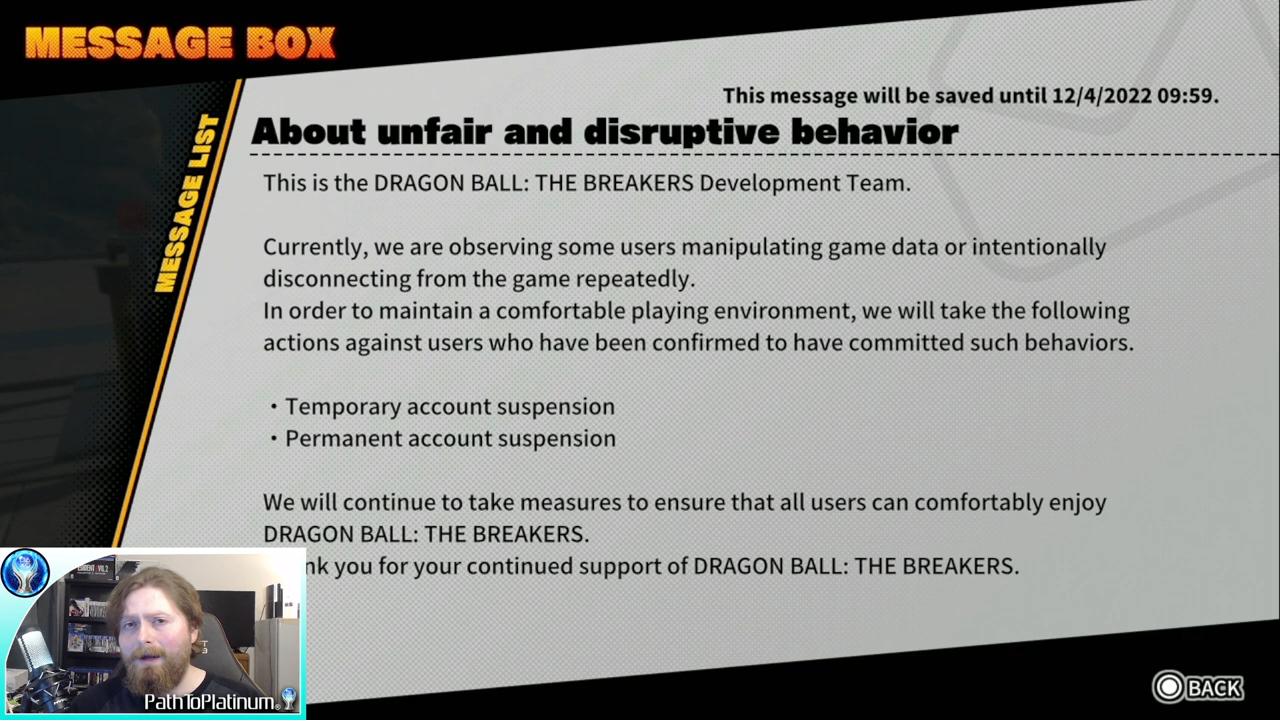 MESSAGE BOX
MESSAGE LIST
This message will be saved until 12/4/2022 09:59.
About unfair and disruptive behavior
This is the DRAGON BALL: THE BREAKERS Development Team.
Currently, we are observing some users manipulating game data or intentionally
disconnecting from the game repeatedly.
In order to maintain a comfortable playing environment, we will take the following
actions against users who have been confirmed to have committed such behaviors.
・Temporary account suspension
・Permanent account suspension
We will continue to take measures to ensure that all users can comfortably enjoy
DRAGON BALL: THE BREAKERS.
nk you for your continued support of DRAGON BALL: THE BREAKERS.
PathToPlatinum
BACK